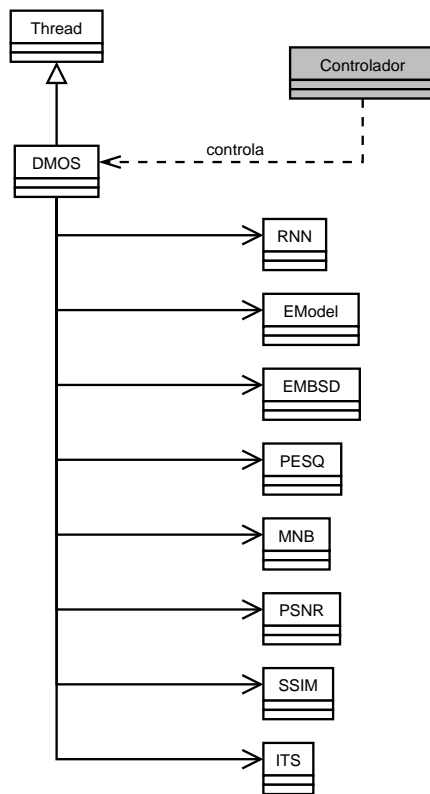 Thread
Controlador
controla
DMOS
RNN
EModel
EMBSD
PESQ
MNB
PSNR
SSIM
ITS